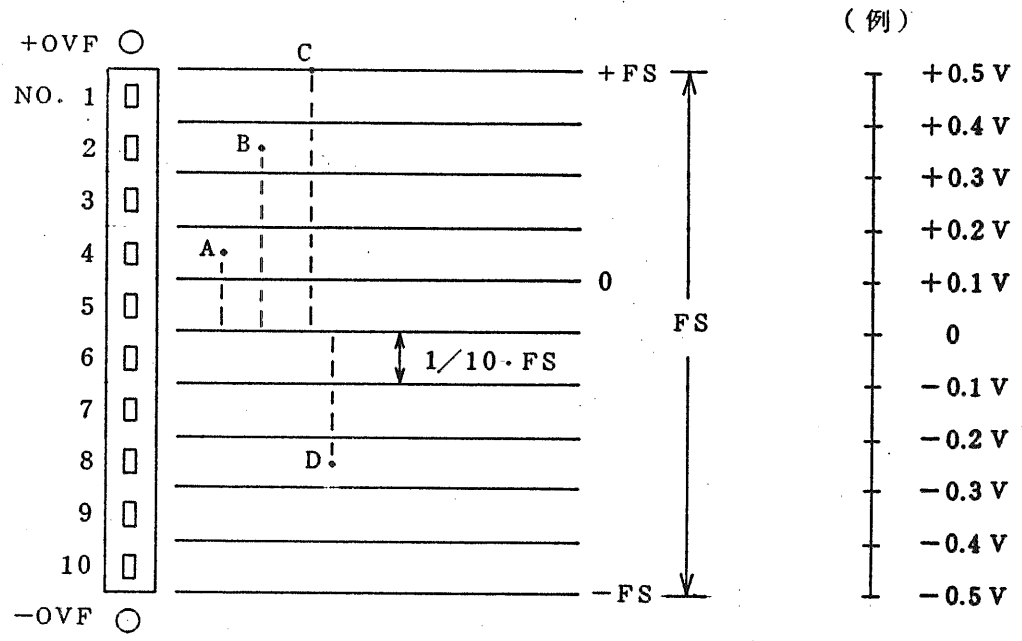 (例)
+OVF
C
+FS
+0.5 V
NO. 1
+0.4 V
2
B
+0.3 V
3
+0.2 V
4
A
0
+0.1 V
5
FS
0
6
1/10・FS
-0.1 V
7
-0.2 V
8
D
-0.3 V
9
-0.4 V
10
-FS
-0.5 V
-OVF